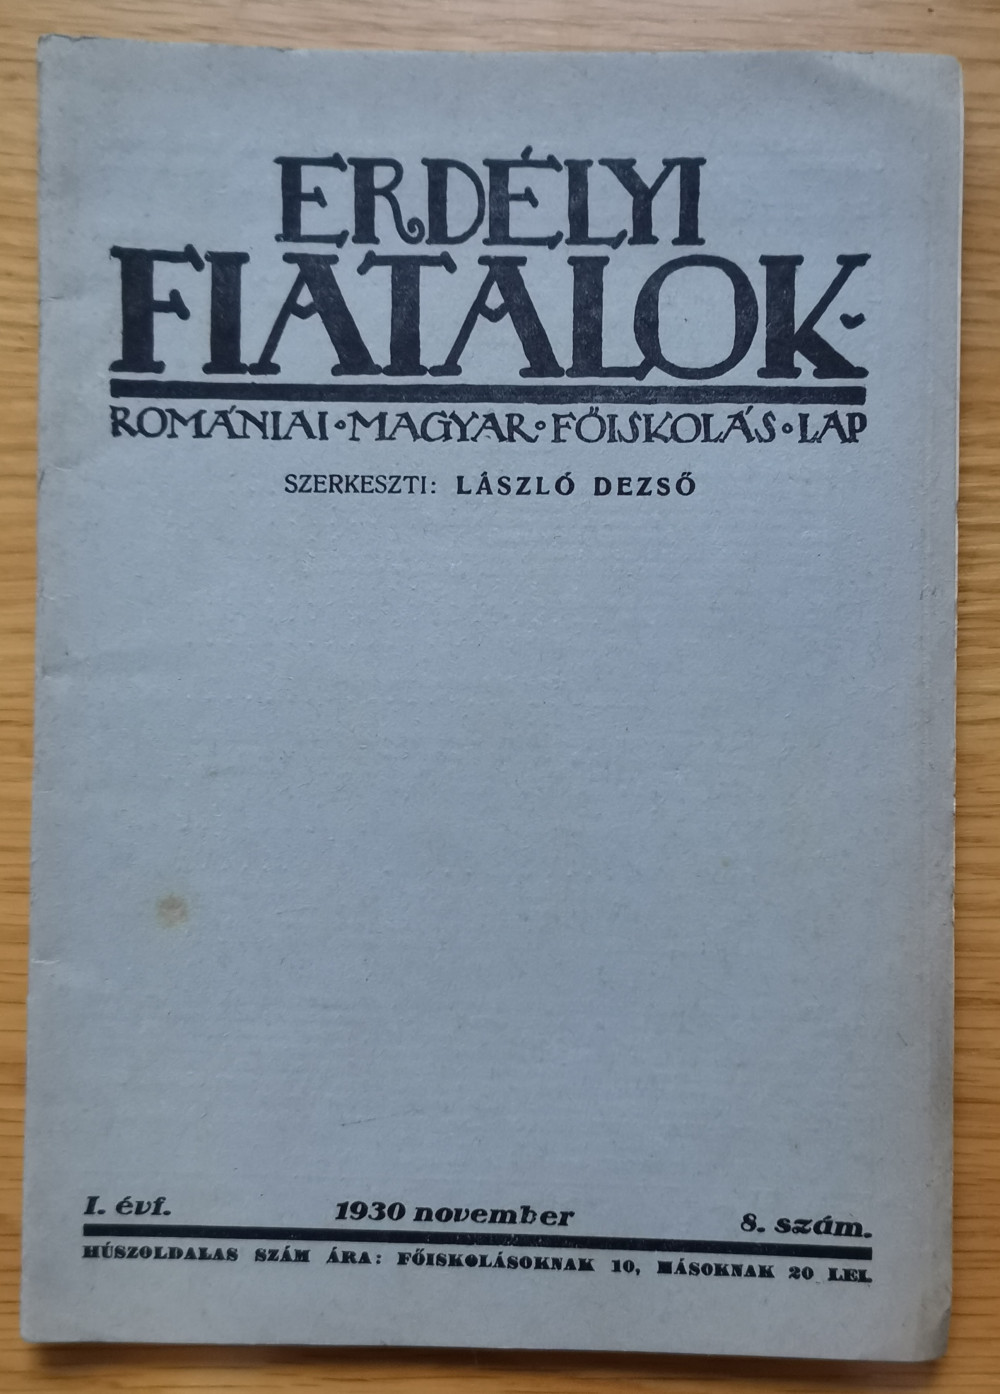 ERDÉLYI
FIATALOK
ROMÁNIAI·MAGYAR·FŐISKOLÁS·LAP
SZERKESZTI: LÁSZLÓ DEZSŐ
I. évf. 1930 november 8. szám.
HÚSZOLDALAS SZÁM ÁRA: FŐISKOLÁSOKNAK 10, MÁSOKNAK 20 LEI.